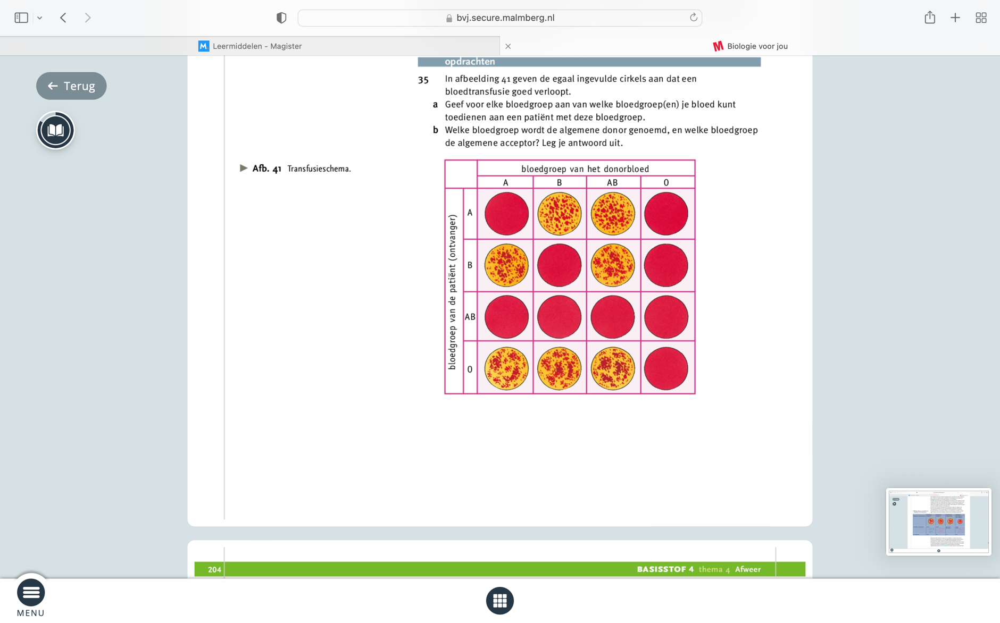 bvj.secure.malmberg.nl
Leermiddelen - Magister
Biologie voor jou
← Terug
opdrachten
35 In afbeelding 41 geven de egaal ingevulde cirkels aan dat een
bloedtransfusie goed verloopt.
a Geef voor elke bloedgroep aan van welke bloedgroep(en) je bloed kunt
toedienen aan een patiënt met deze bloedgroep.
b Welke bloedgroep wordt de algemene donor genoemd, en welke bloedgroep
de algemene acceptor? Leg je antwoord uit.
▶ Afb. 41 Transfusieschema.
bloedgroep van het donorbloed
A B AB O
bloedgroep van de patiënt (ontvanger)
A
B
AB
O
204
BASISSTOF 4 thema 4 Afweer
MENU